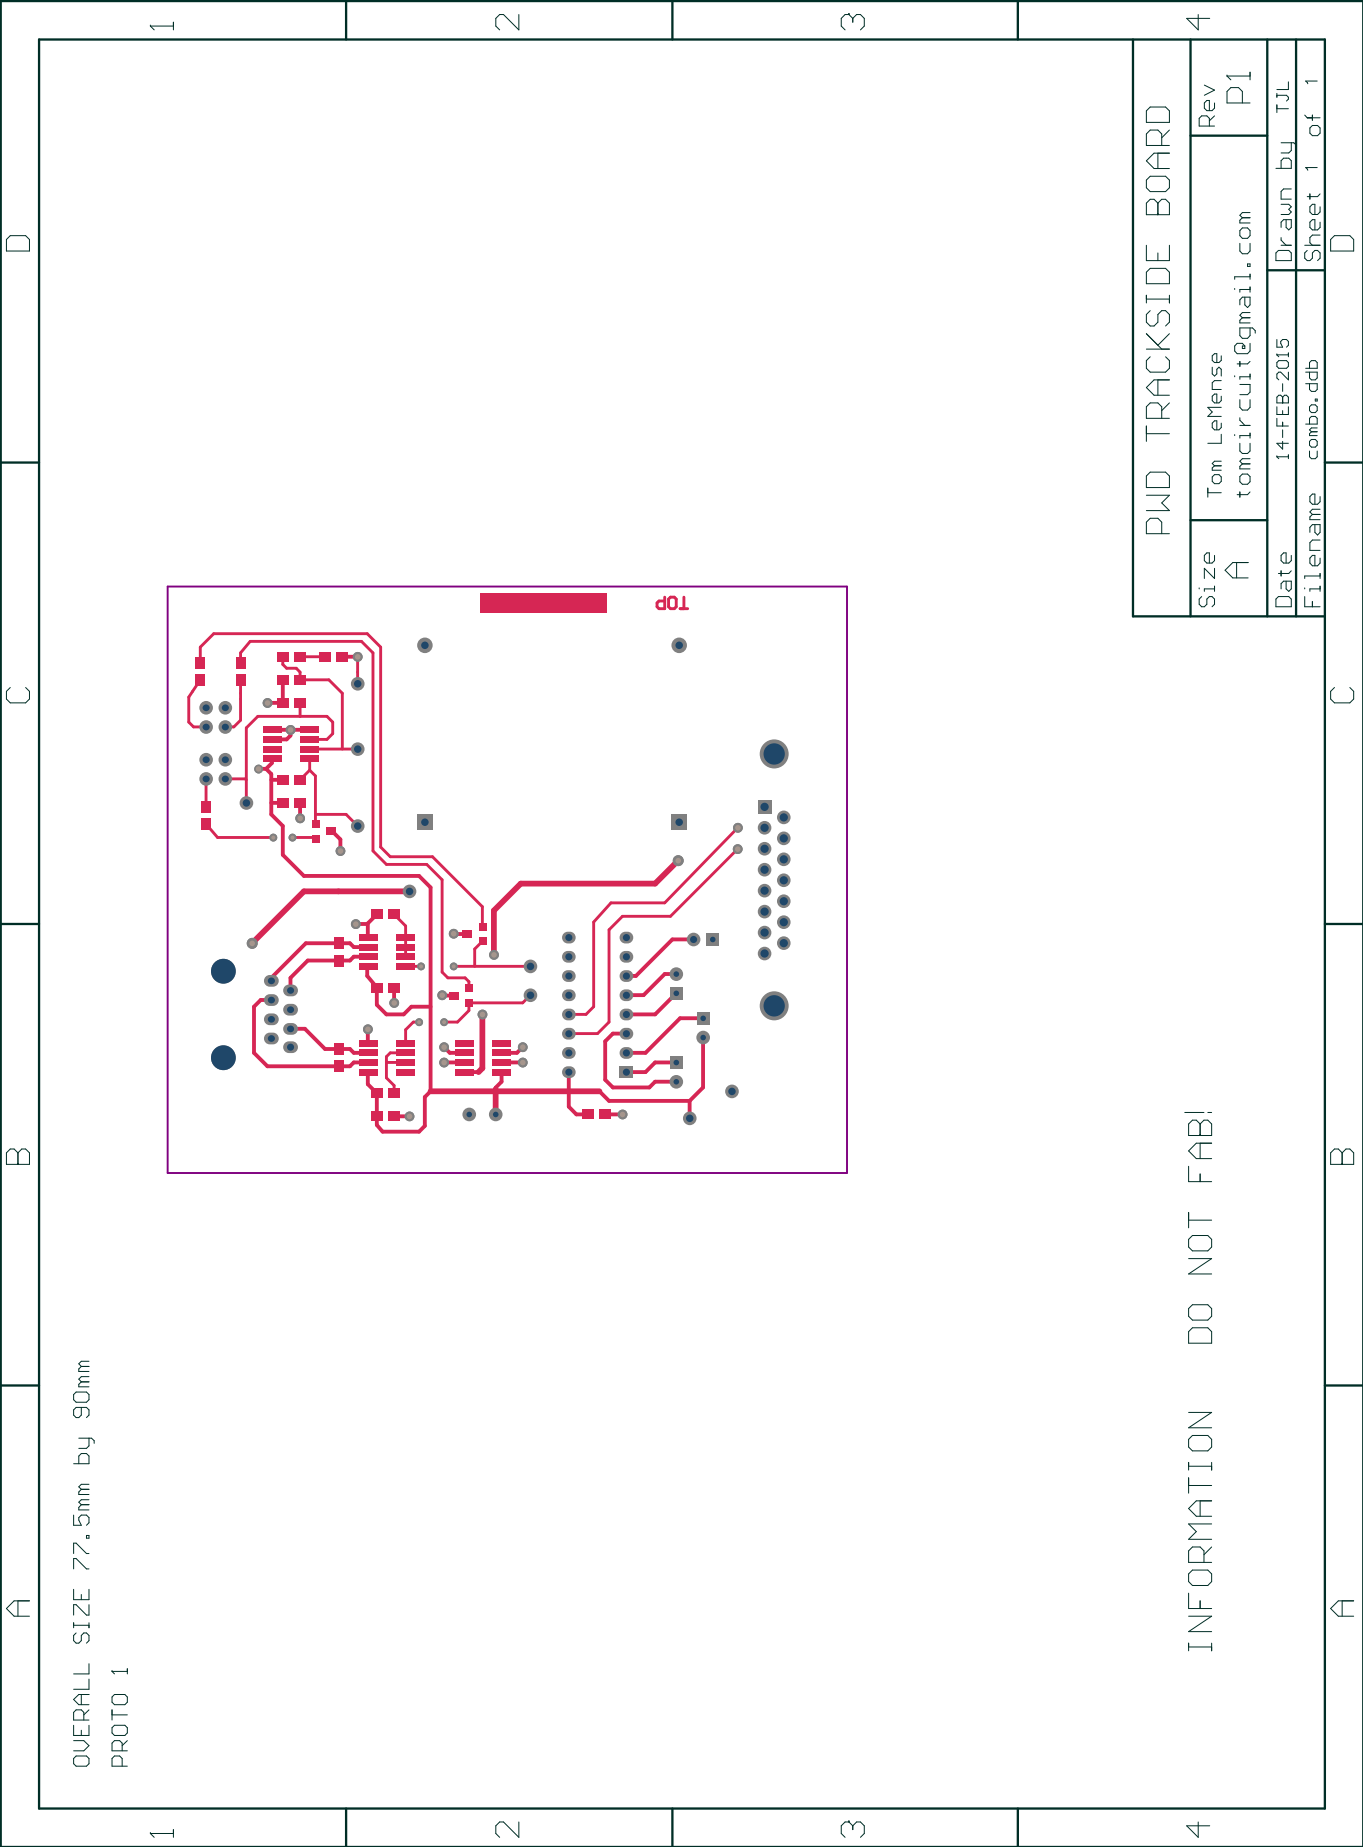 OVERALL SIZE 77.5mm by 90mm
PROTO 1
A
B
C
D
1
1
2
2
3
3
4
4
TOP
INFORMATION DO NOT FAB!
PWD TRACKSIDE BOARD
Size
A
Tom LeMense
tomcircuit@gmail.com
Rev
P1
Date 14-FEB-2015
Drawn by TJL
Filename combo.ddb
Sheet 1 of 1
A
B
C
D